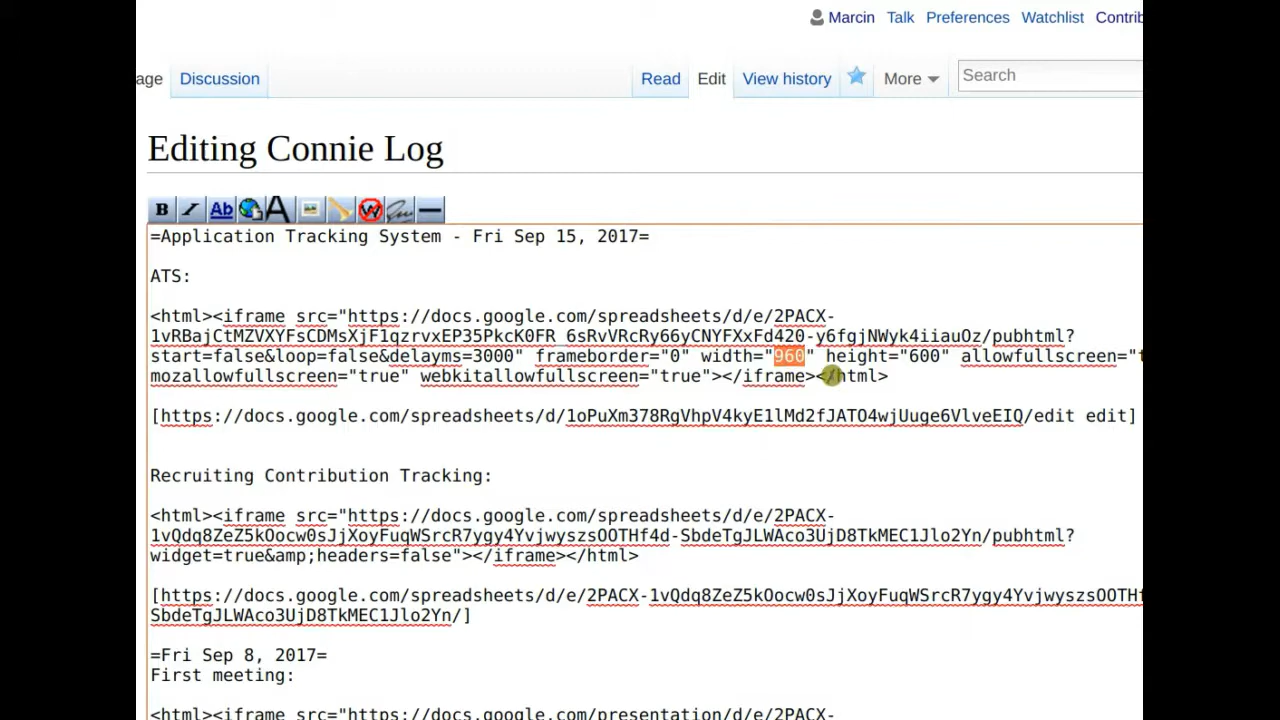 Marcin Talk Preferences Watchlist Contrib
age Discussion Read Edit View history More Search
Editing Connie Log
B I Ab A W
=Application Tracking System - Fri Sep 15, 2017=
ATS:
<html><iframe src="https://docs.google.com/spreadsheets/d/e/2PACX-
1vRBajCtMZVXYFsCDMsXjF1qzrvxEP35PkcK0FR_6sRvVRcRy66yCNYFXxFd420-y6fgjNWyk4iiauOz/pubhtml?
start=false&loop=false&delayms=3000" frameborder="0" width="960" height="600" allowfullscreen="t
mozallowfullscreen="true" webkitallowfullscreen="true"></iframe></html>
[https://docs.google.com/spreadsheets/d/1oPuXm378RgVhpV4kyE1lMd2fJATO4wjUuge6VlveEIQ/edit edit]
Recruiting Contribution Tracking:
<html><iframe src="https://docs.google.com/spreadsheets/d/e/2PACX-
1vQdq8ZeZ5kOocw0sJjXoyFuqWSrcR7ygy4YvjwyszsOOTHf4d-SbdeTgJLWAco3UjD8TkMEC1Jlo2Yn/pubhtml?
widget=true&amp;headers=false"></iframe></html>
[https://docs.google.com/spreadsheets/d/e/2PACX-1vQdq8ZeZ5kOocw0sJjXoyFuqWSrcR7ygy4YvjwyszsOOTHf
SbdeTgJLWAco3UjD8TkMEC1Jlo2Yn/]
=Fri Sep 8, 2017=
First meeting:
<html><iframe src="https://docs.google.com/presentation/d/e/2PACX-